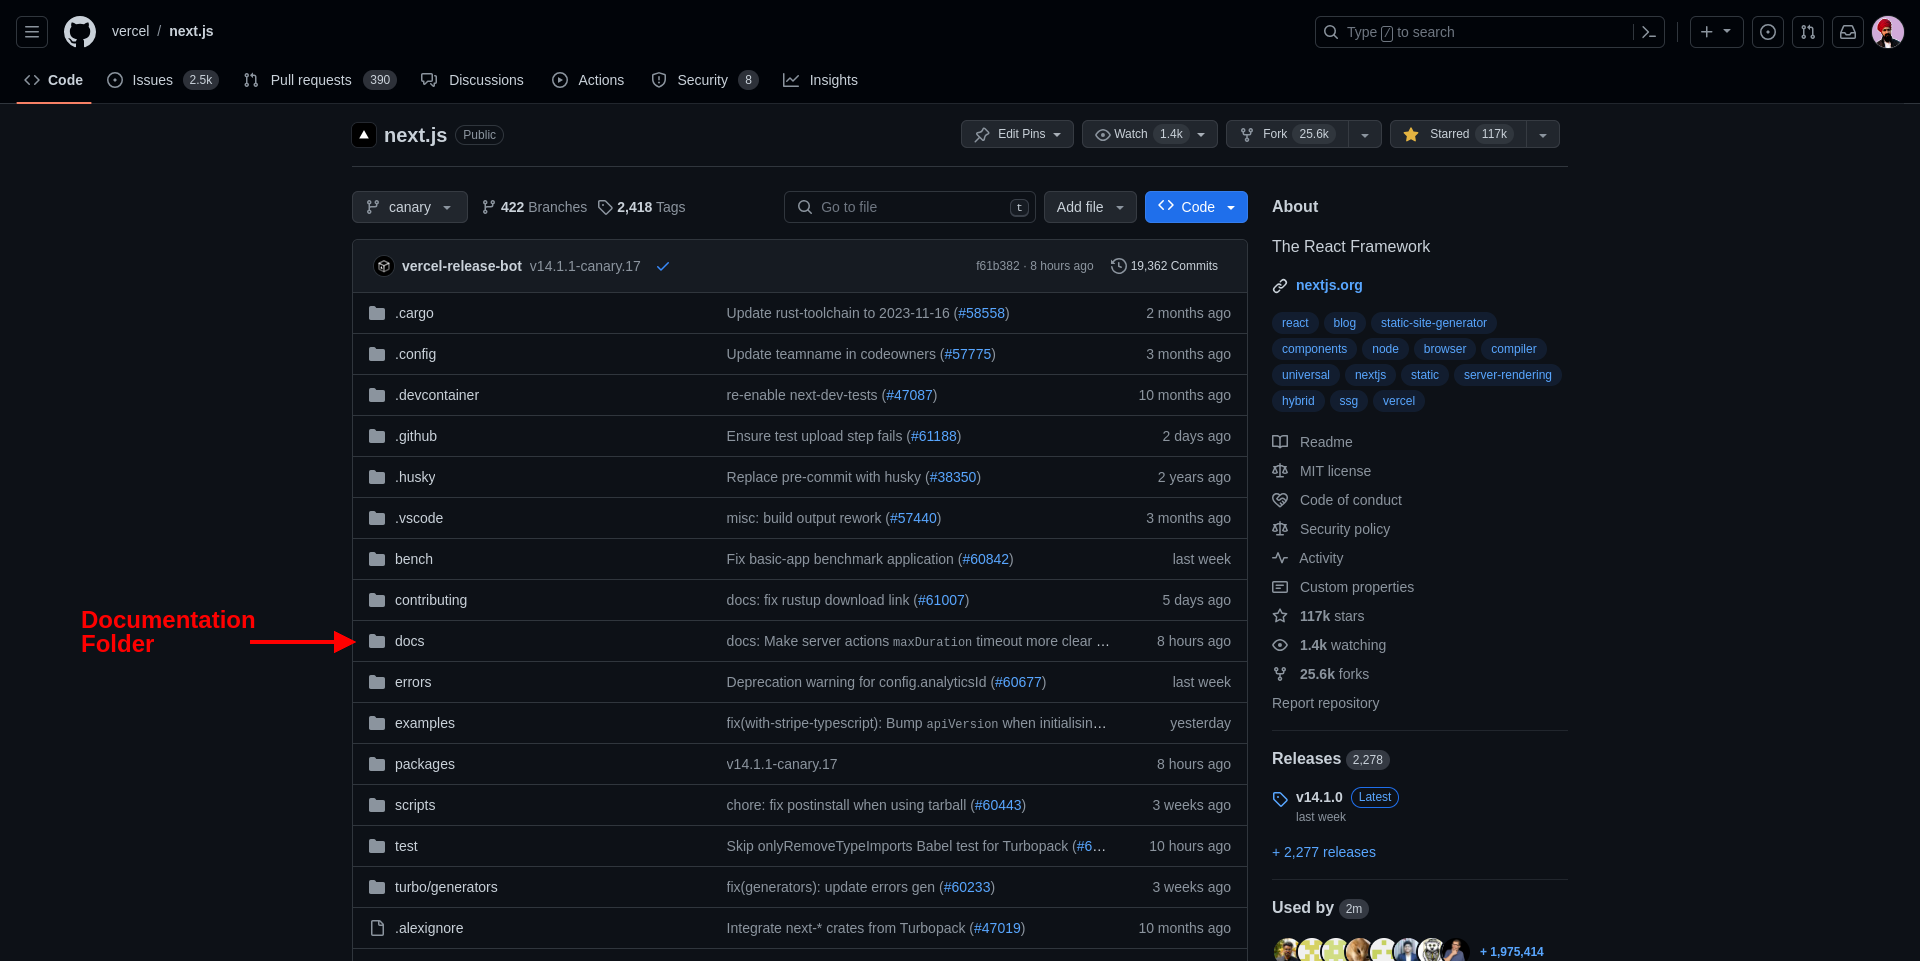 vercel / next.js
Type / to search
Code
Issues 2.5k
Pull requests 390
Discussions
Actions
Security 8
Insights
next.js Public
Edit Pins
Watch 1.4k
Fork 25.6k
Starred 117k
canary
422 Branches
2,418 Tags
Go to file t
Add file
Code
vercel-release-bot v14.1.1-canary.17
f61b382 · 8 hours ago
19,362 Commits
.cargo Update rust-toolchain to 2023-11-16 (#58558) 2 months ago
.config Update teamname in codeowners (#57775) 3 months ago
.devcontainer re-enable next-dev-tests (#47087) 10 months ago
.github Ensure test upload step fails (#61188) 2 days ago
.husky Replace pre-commit with husky (#38350) 2 years ago
.vscode misc: build output rework (#57440) 3 months ago
bench Fix basic-app benchmark application (#60842) last week
contributing docs: fix rustup download link (#61007) 5 days ago
Documentation
Folder
docs docs: Make server actions maxDuration timeout more clear … 8 hours ago
errors Deprecation warning for config.analyticsId (#60677) last week
examples fix(with-stripe-typescript): Bump apiVersion when initialisin… yesterday
packages v14.1.1-canary.17 8 hours ago
scripts chore: fix postinstall when using tarball (#60443) 3 weeks ago
test Skip onlyRemoveTypeImports Babel test for Turbopack (#6… 10 hours ago
turbo/generators fix(generators): update errors gen (#60233) 3 weeks ago
.alexignore Integrate next-* crates from Turbopack (#47019) 10 months ago
About
The React Framework
nextjs.org
react blog static-site-generator
components node browser compiler
universal nextjs static server-rendering
hybrid ssg vercel
Readme
MIT license
Code of conduct
Security policy
Activity
Custom properties
117k stars
1.4k watching
25.6k forks
Report repository
Releases 2,278
v14.1.0 Latest
last week
+ 2,277 releases
Used by 2m
+ 1,975,414